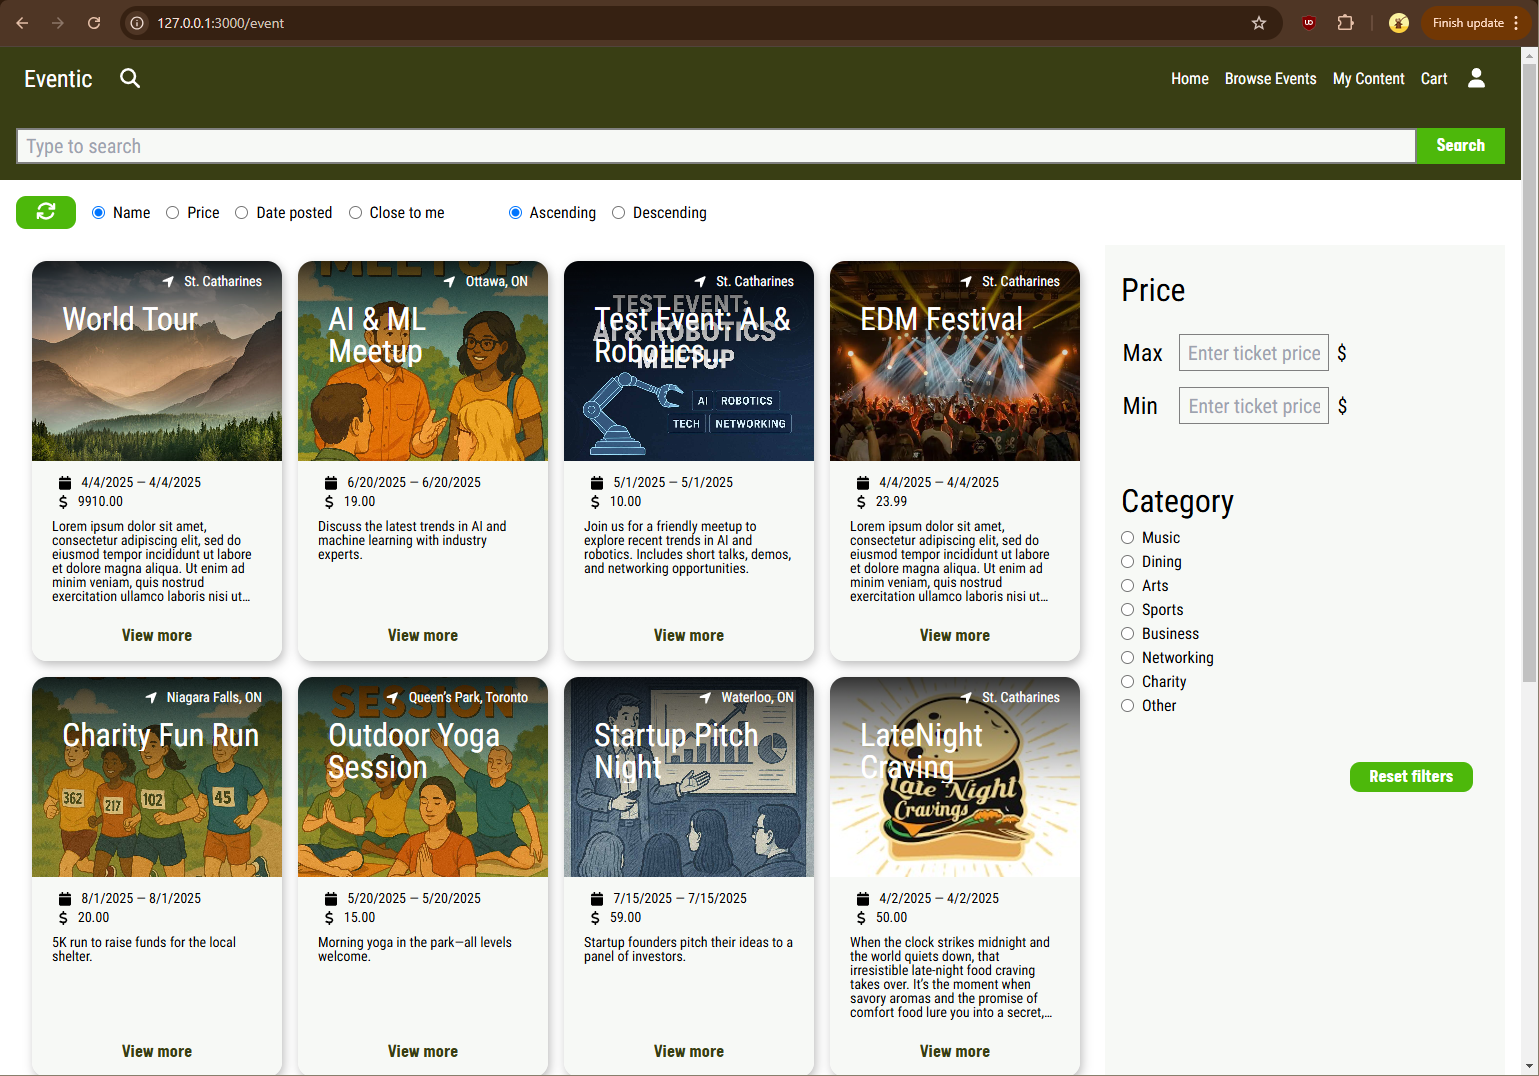 127.0.0.1:3000/event
Finish update
Eventic
Home Browse Events My Content Cart
Type to search
Search
Name Price Date posted Close to me Ascending Descending
St. Catharines
World Tour
4/4/2025 — 4/4/2025
$ 9910.00
Lorem ipsum dolor sit amet,
consectetur adipiscing elit, sed do
eiusmod tempor incididunt ut labore
et dolore magna aliqua. Ut enim ad
minim veniam, quis nostrud
exercitation ullamco laboris nisi ut...
View more
MEETUP
Ottawa, ON
AI & ML
Meetup
6/20/2025 — 6/20/2025
$ 19.00
Discuss the latest trends in AI and
machine learning with industry
experts.
View more
St. Catharines
TEST EVENT:
AI & ROBOTICS
MEETUP
Test Event: AI &
Robotics...
AI ROBOTICS
TECH NETWORKING
5/1/2025 — 5/1/2025
$ 10.00
Join us for a friendly meetup to
explore recent trends in AI and
robotics. Includes short talks, demos,
and networking opportunities.
View more
St. Catharines
EDM Festival
4/4/2025 — 4/4/2025
$ 23.99
Lorem ipsum dolor sit amet,
consectetur adipiscing elit, sed do
eiusmod tempor incididunt ut labore
et dolore magna aliqua. Ut enim ad
minim veniam, quis nostrud
exercitation ullamco laboris nisi ut...
View more
Niagara Falls, ON
Charity Fun Run
362
217
102
45
8/1/2025 — 8/1/2025
$ 20.00
5K run to raise funds for the local
shelter.
View more
SESSION
Queen's Park, Toronto
Outdoor Yoga
Session
5/20/2025 — 5/20/2025
$ 15.00
Morning yoga in the park—all levels
welcome.
View more
Waterloo, ON
Startup Pitch
Night
7/15/2025 — 7/15/2025
$ 59.00
Startup founders pitch their ideas to a
panel of investors.
View more
St. Catharines
LateNight
Craving
Late Night
Cravings
4/2/2025 — 4/2/2025
$ 50.00
When the clock strikes midnight and
the world quiets down, that
irresistible late-night food craving
takes over. It's the moment when
savory aromas and the promise of
comfort food lure you into a secret,...
View more
Price
Max Enter ticket price $
Min Enter ticket price $
Category
Music
Dining
Arts
Sports
Business
Networking
Charity
Other
Reset filters